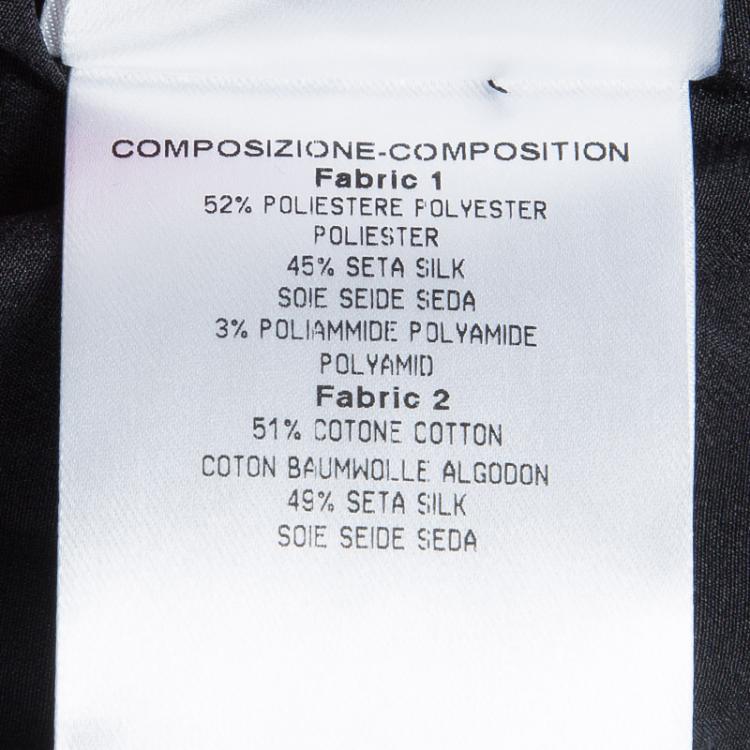 COMPOSIZIONE-COMPOSITION
Fabric 1
52% POLIESTERE POLYESTER
POLIESTER
45% SETA SILK
SOIE SEIDE SEDA
3% POLIAMMIDE POLYAMIDE
POLYAMID
Fabric 2
51% COTONE COTTON
COTON BAUMWOLLE ALGODON
49% SETA SILK
SOIE SEIDE SEDA